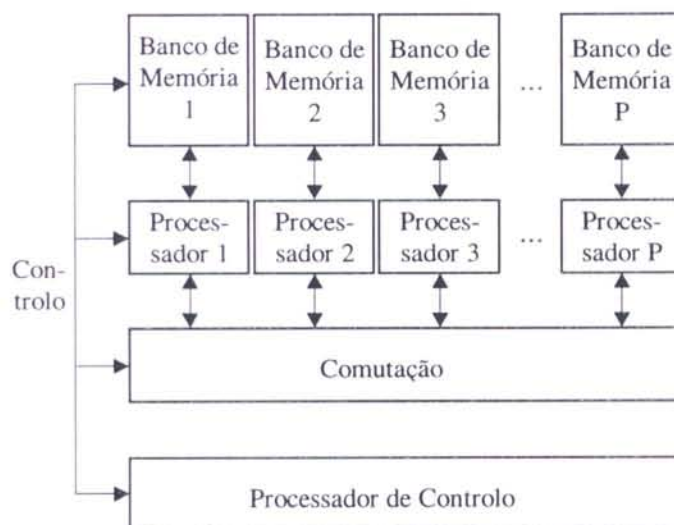 Banco de
Memória
1
Banco de
Memória
2
Banco de
Memória
3
...
Banco de
Memória
P
Proces-
sador 1
Proces-
sador 2
Proces-
sador 3
...
Proces-
sador P
Con-
trolo
Comutação
Processador de Controlo